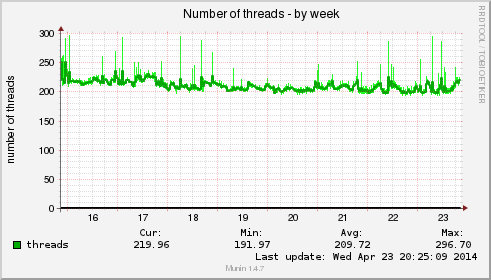 Number of threads - by week
RRDTOOL / TOBI OETIKER
number of threads
300
250
200
150
100
50
0
16 17 18 19 20 21 22 23
Cur: Min: Avg: Max:
threads 219.96 191.97 209.72 296.70
Last update: Wed Apr 23 20:25:09 2014
Munin 1.4.7